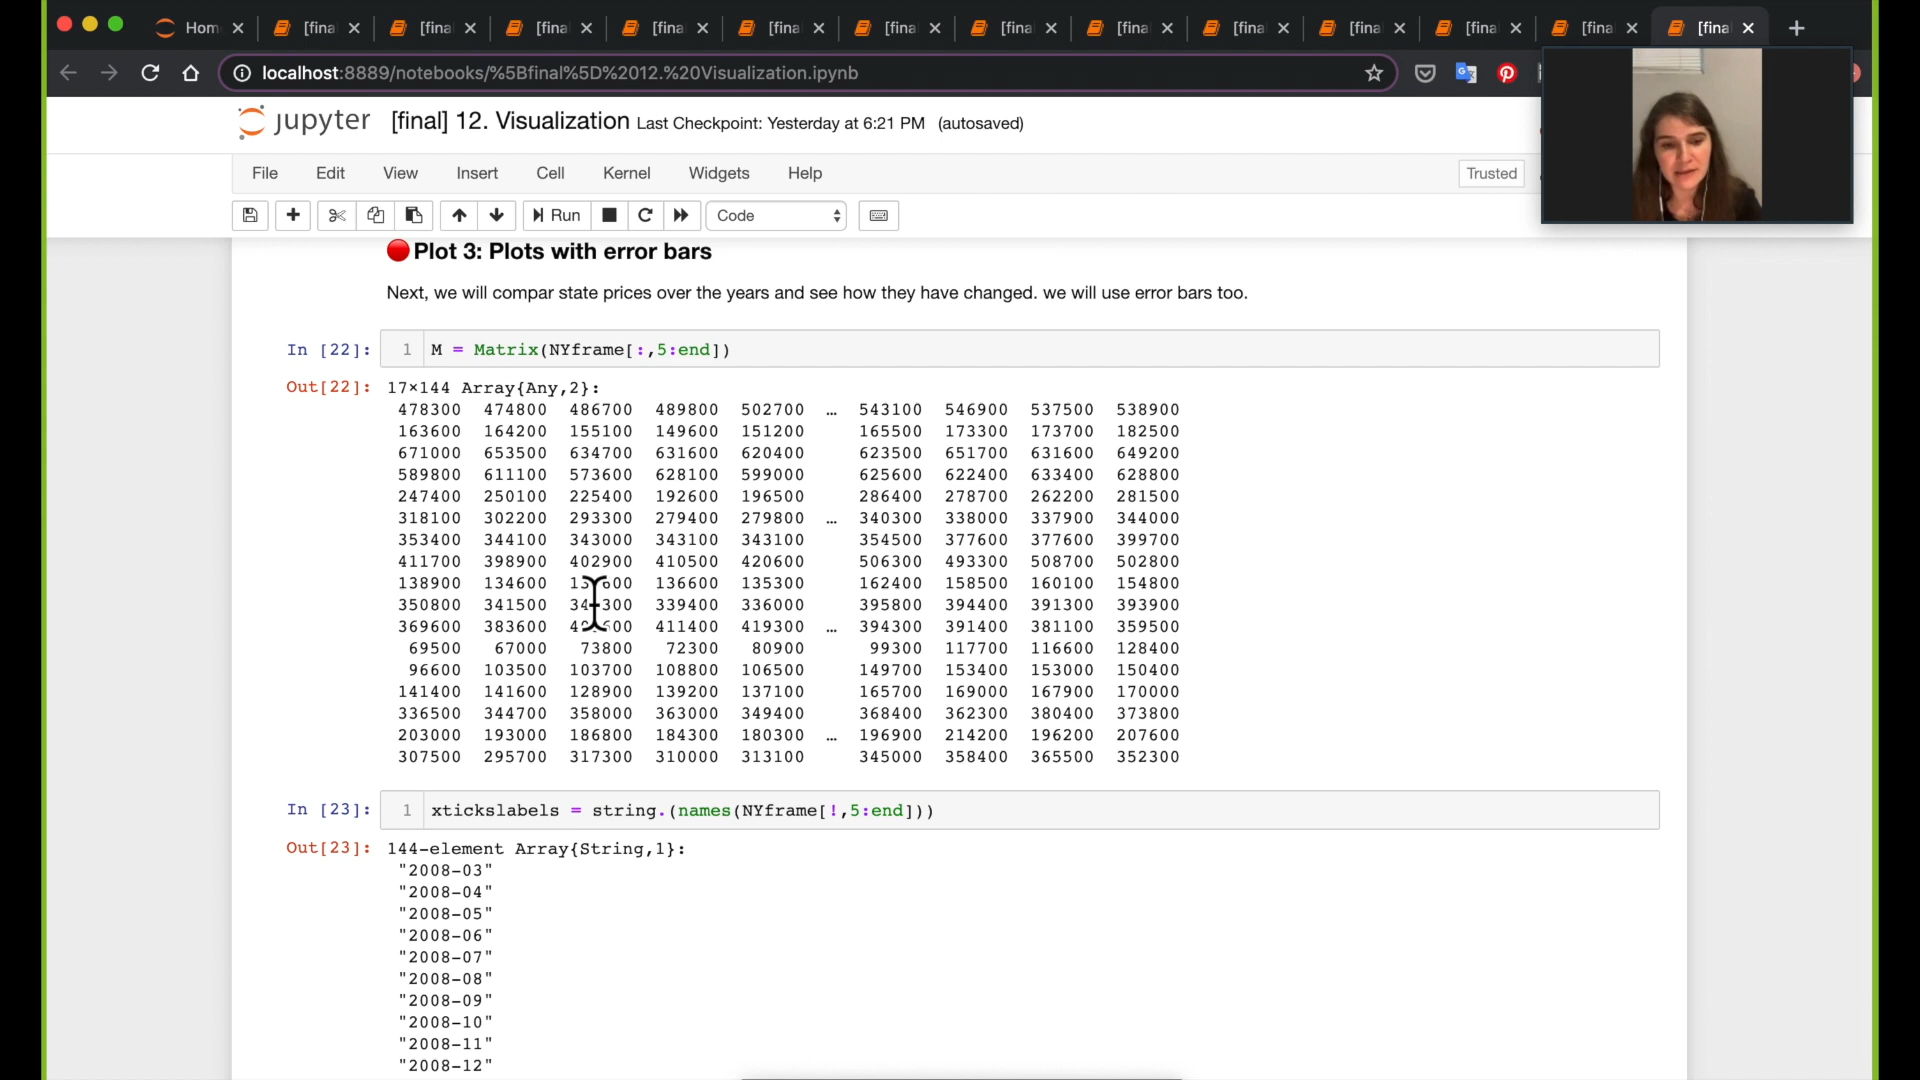 Hom [fina [fina [fina [fina [fina [fina [fina [fina [fina [fina [fina [fina [fina
localhost:8889/notebooks/%5Bfinal%5D%2012.%20Visualization.ipynb
jupyter [final] 12. Visualization Last Checkpoint: Yesterday at 6:21 PM (autosaved)
File Edit View Insert Cell Kernel Widgets Help Trusted
Run Code
Plot 3: Plots with error bars
Next, we will compar state prices over the years and see how they have changed. we will use error bars too.
In [22]: 1 M = Matrix(NYframe[:,5:end])
Out[22]: 17×144 Array{Any,2}:
478300 474800 486700 489800 502700 … 543100 546900 537500 538900
163600 164200 155100 149600 151200 165500 173300 173700 182500
671000 653500 634700 631600 620400 623500 651700 631600 649200
589800 611100 573600 628100 599000 625600 622400 633400 628800
247400 250100 225400 192600 196500 286400 278700 262200 281500
318100 302200 293300 279400 279800 … 340300 338000 337900 344000
353400 344100 343000 343100 343100 354500 377600 377600 399700
411700 398900 402900 410500 420600 506300 493300 508700 502800
138900 134600 136600 135300 162400 158500 160100 154800
350800 341500 339400 336000 395800 394400 391300 393900
369600 383600 411400 419300 … 394300 391400 381100 359500
69500 67000 73800 72300 80900 99300 117700 116600 128400
96600 103500 103700 108800 106500 149700 153400 153000 150400
141400 141600 128900 139200 137100 165700 169000 167900 170000
336500 344700 358000 363000 349400 368400 362300 380400 373800
203000 193000 186800 184300 180300 … 196900 214200 196200 207600
307500 295700 317300 310000 313100 345000 358400 365500 352300
In [23]: 1 xtickslabels = string.(names(NYframe[!,5:end]))
Out[23]: 144-element Array{String,1}:
"2008-03"
"2008-04"
"2008-05"
"2008-06"
"2008-07"
"2008-08"
"2008-09"
"2008-10"
"2008-11"
"2008-12"